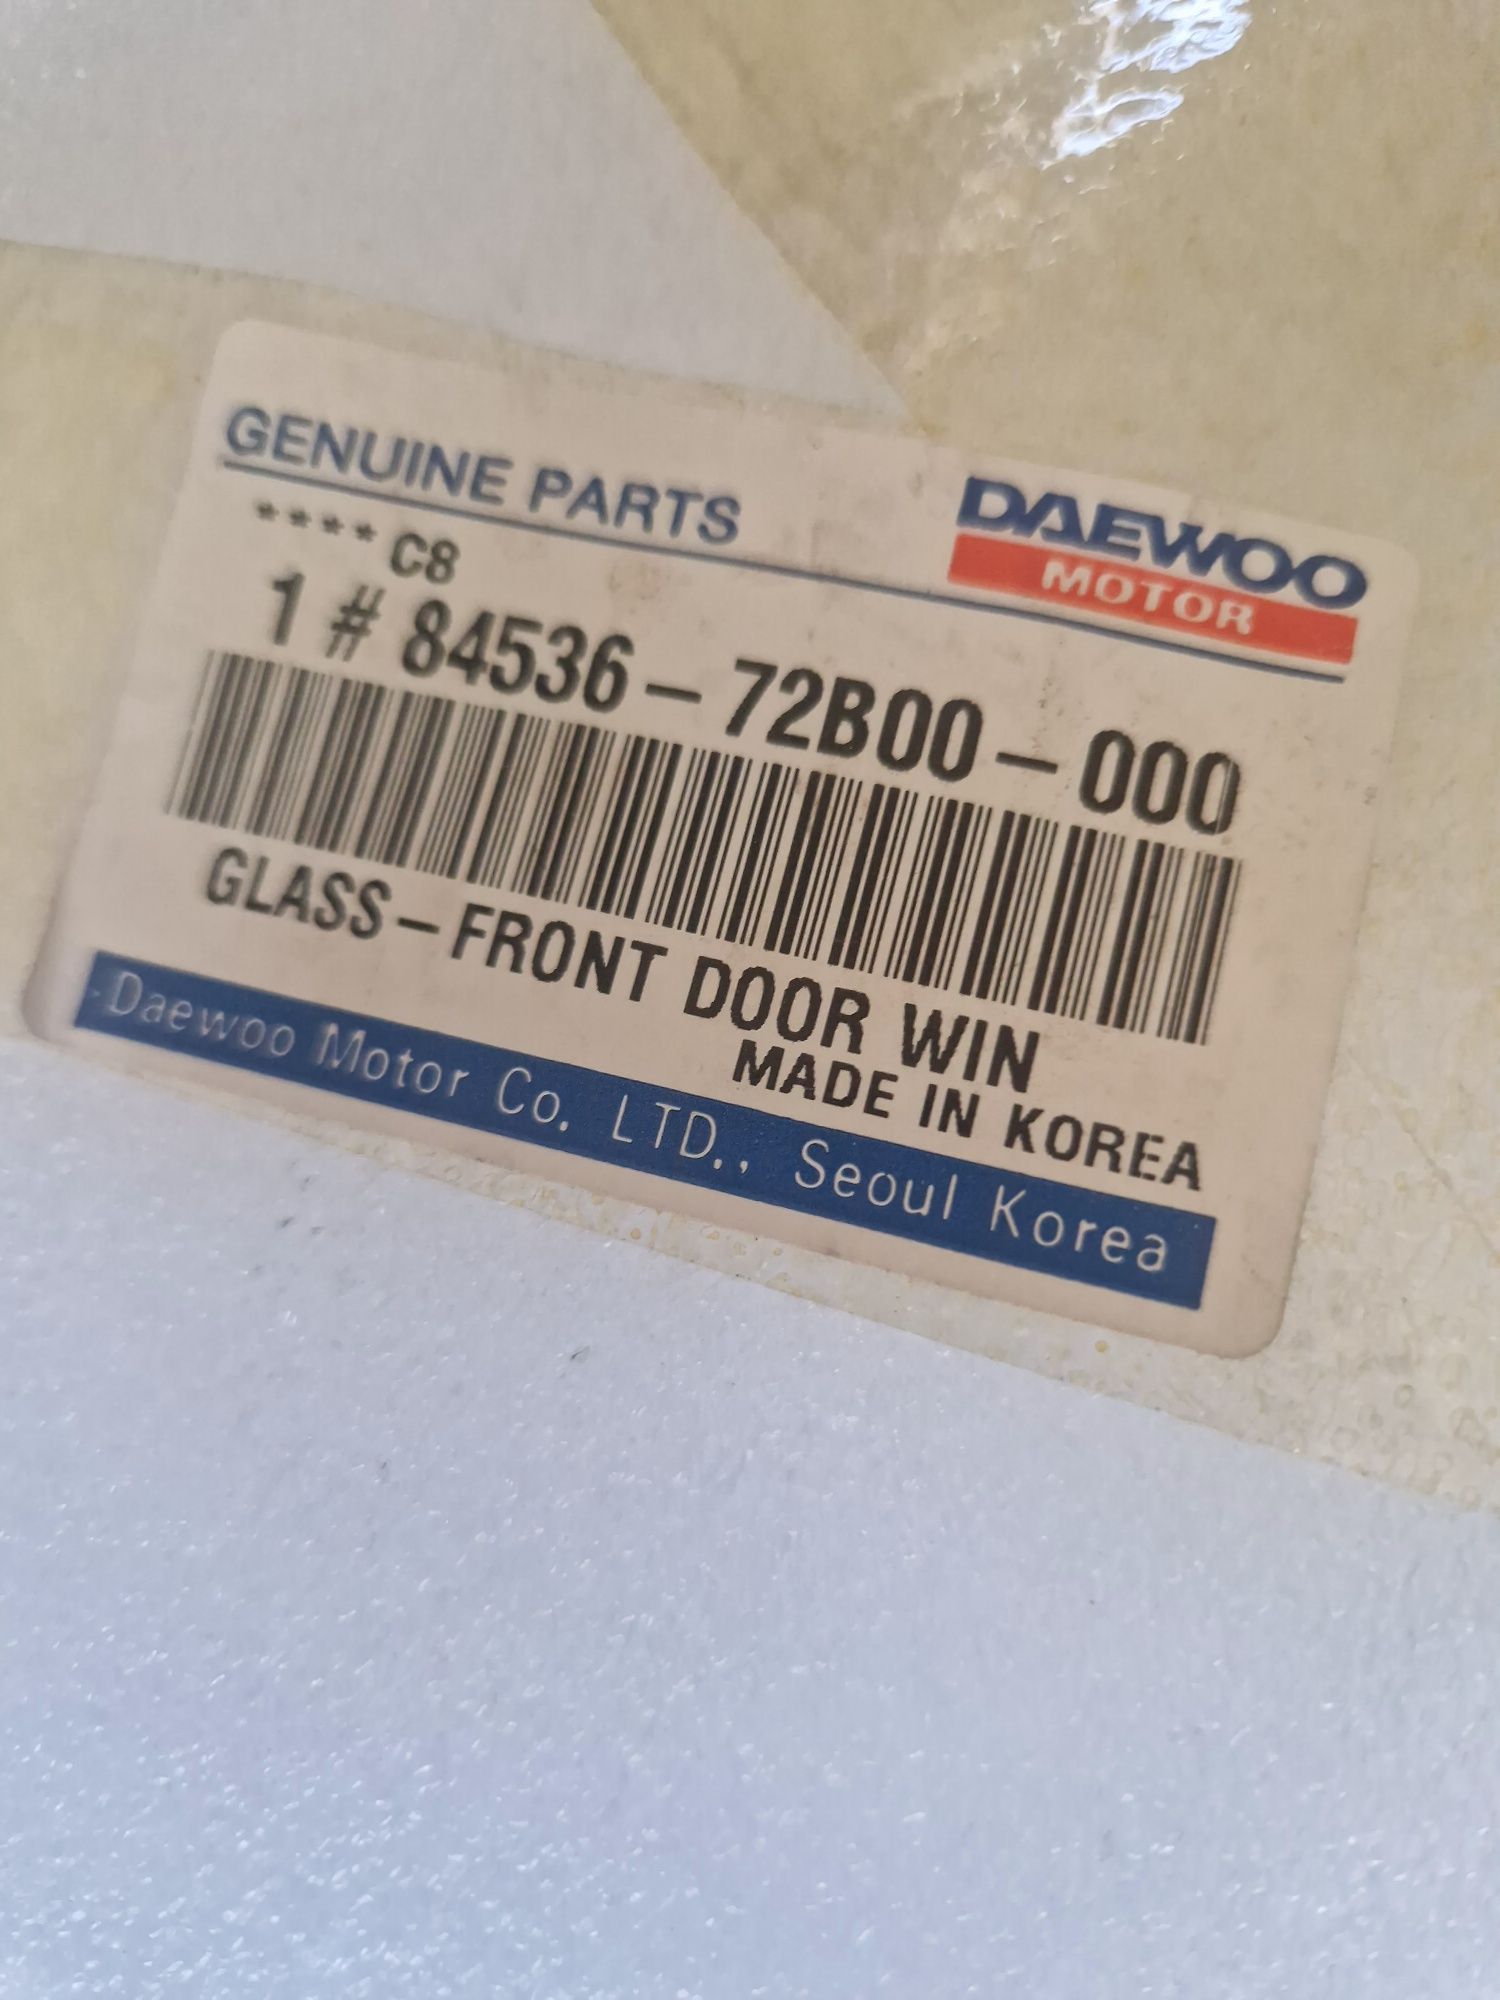 GENUINE PARTS
DAEWOO
MOTOR
**** C8
1 # 84536-72B00-000
GLASS-FRONT DOOR WIN
MADE IN KOREA
Daewoo Motor Co. LTD., Seoul Korea